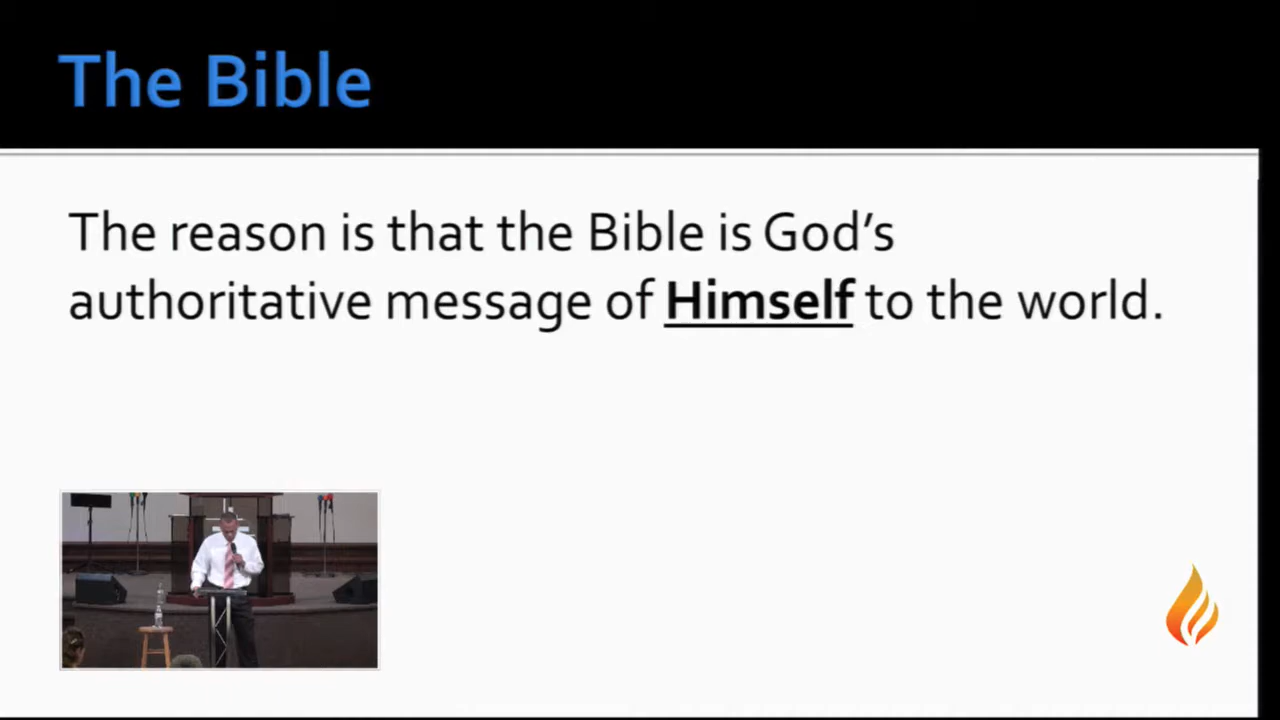 The Bible
The reason is that the Bible is God’s
authoritative message of Himself to the world.